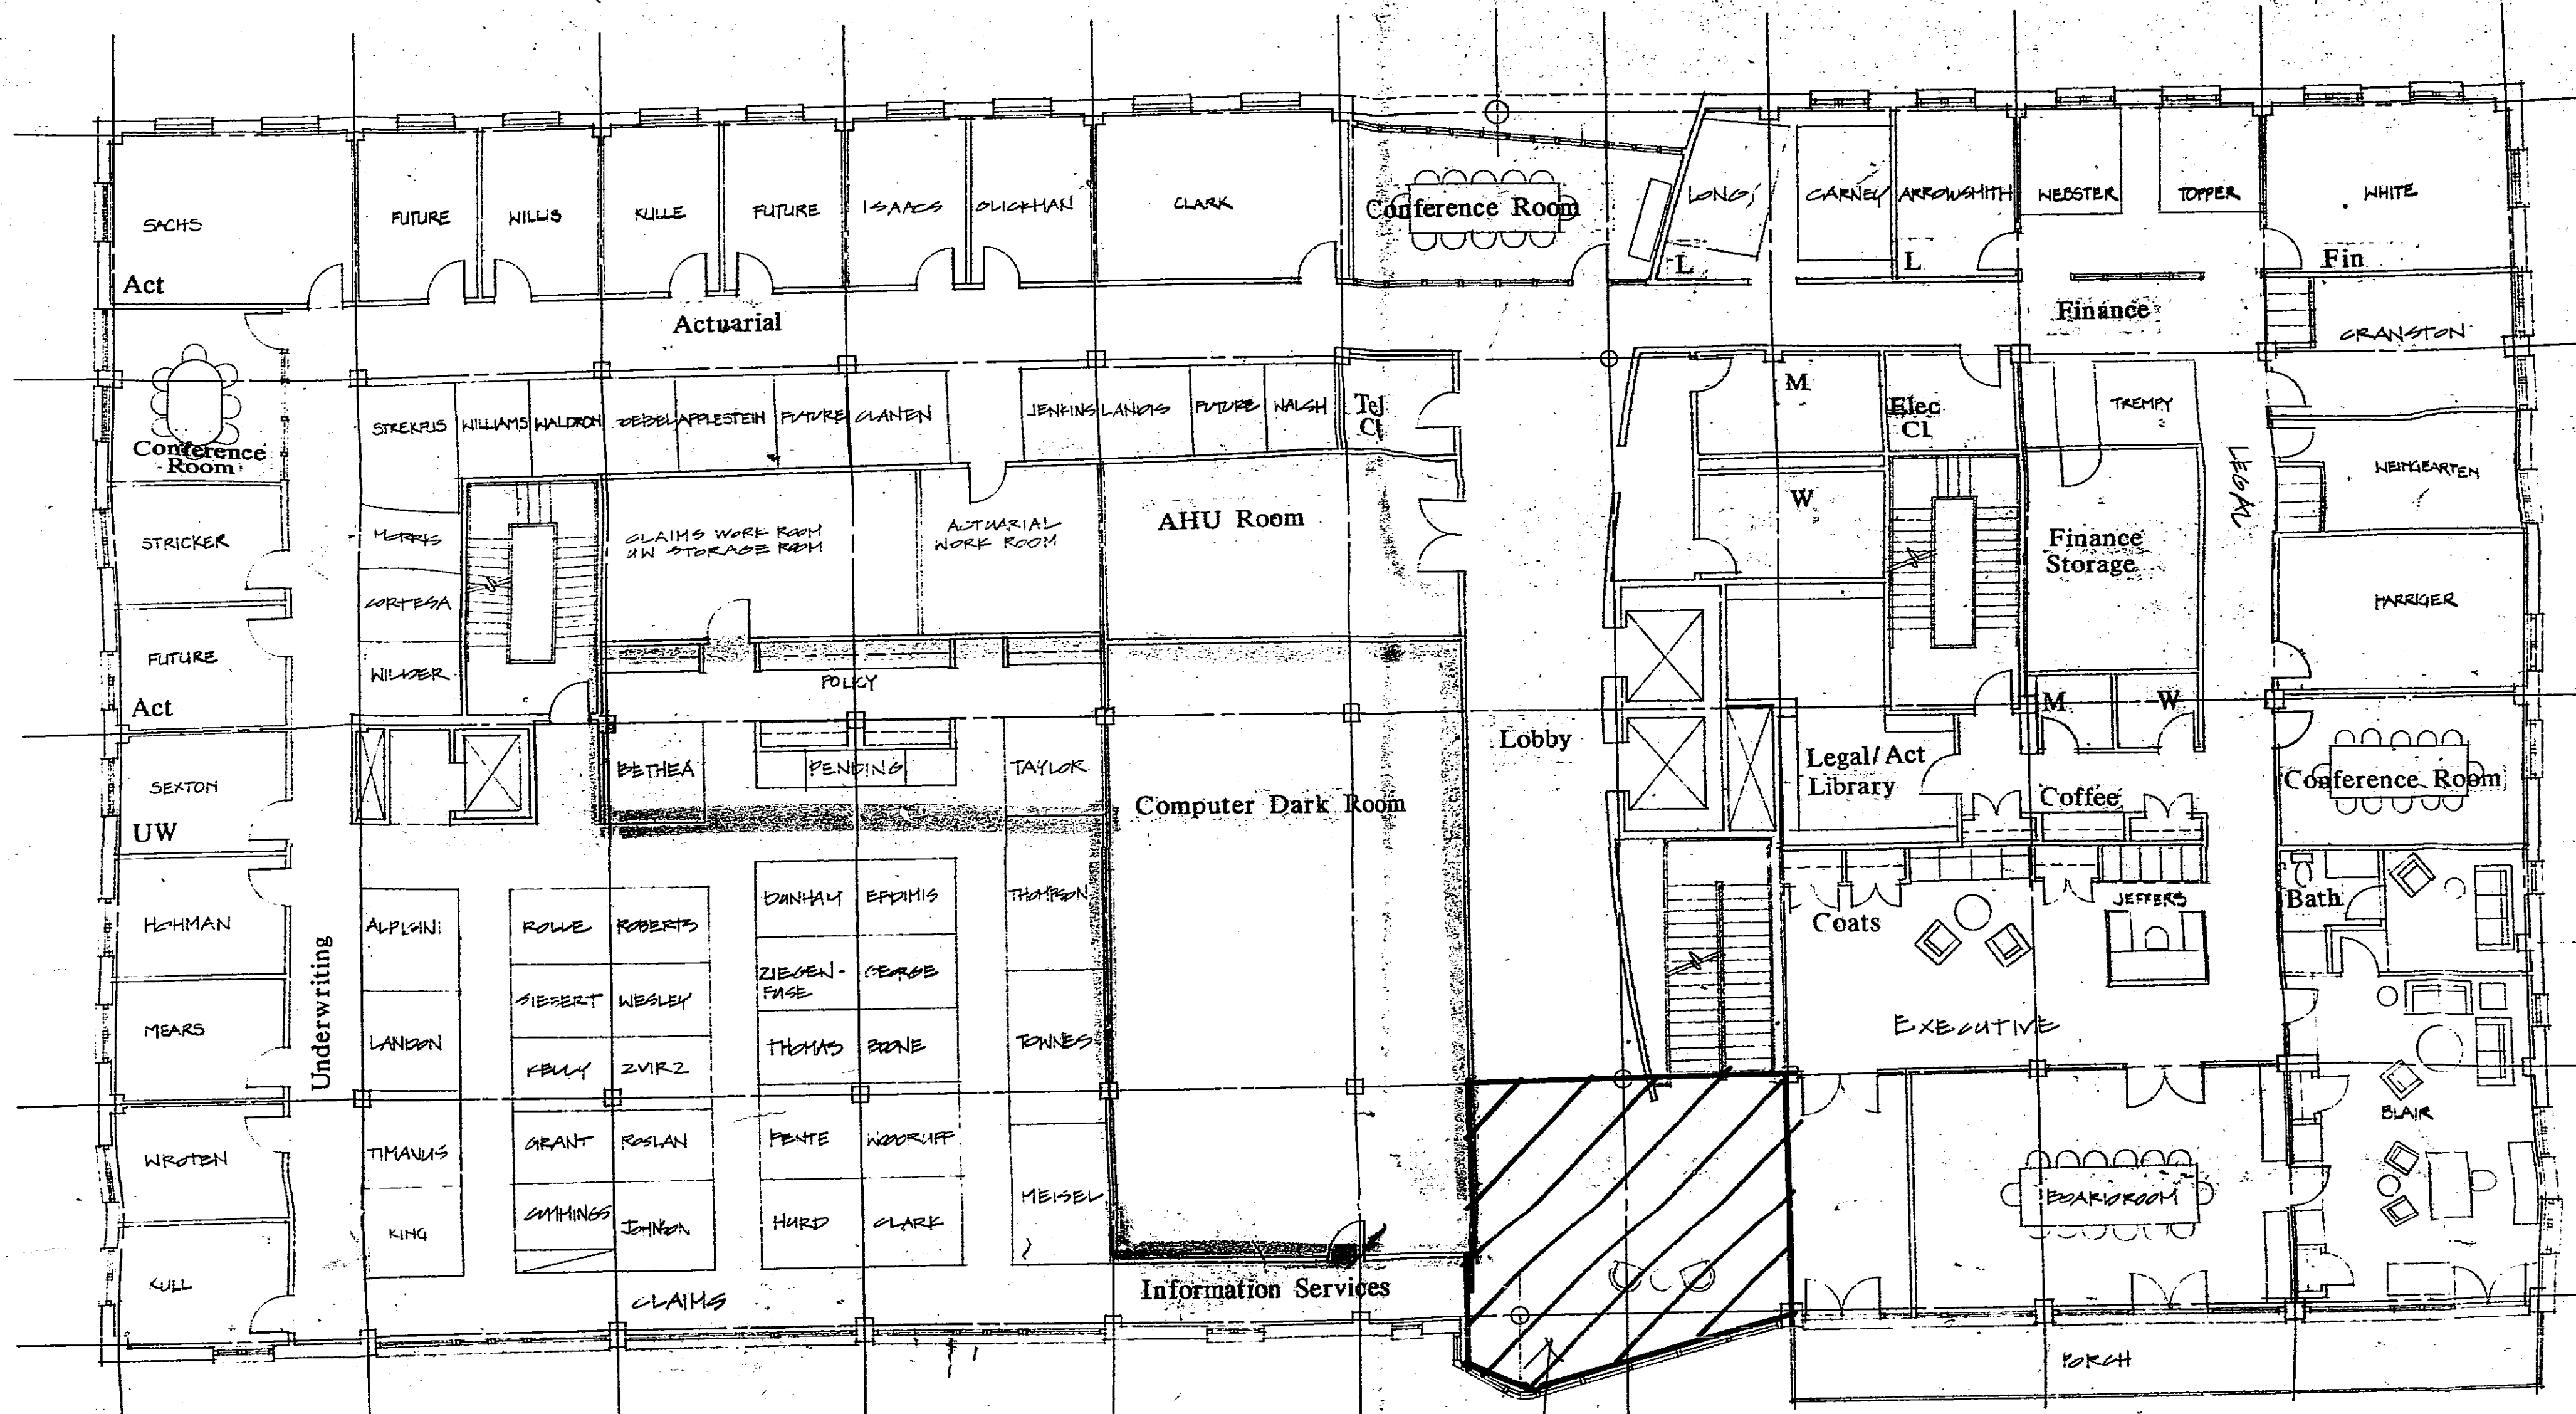 SACHS
Act
FUTURE
WILLIS
KULLE
FUTURE
ISAACS
GLICKMAN
CLARK
Conference Room
LONG
L
CARNEY
ARROWSMITH
L
WEBSTER
TOPPER
WHITE
Fin
Actuarial
Finance
CRANSTON
Conference
Room
STREKFUS
WILLIAMS
WALDRON
APPLESTEIN
FUTURE
CLANEN
JENKINS
LANGIS
FUTURE
WALSH
Tel
Cl
M
Elec
Cl
TREMPY
LEGAL
WEINGEARTEN
STRICKER
MORRIS
CLAIMS WORK ROOM
UW STORAGE ROOM
ACTUARIAL
WORK ROOM
AHU Room
W
Finance
Storage
HARRIGER
CORTESA
FUTURE
Act
WILDER
POLICY
M
W
SEXTON
UW
BETHEA
PENDING
TAYLOR
Computer Dark Room
Lobby
Legal/Act
Library
Coffee
Conference Room
HOHMAN
Underwriting
ALPIGINI
ROLLE
ROBERTS
DUNHAM
EFDIMIS
THOMPSON
Coats
JEFFERS
Bath
MEARS
LANDON
SIEBERT
WESLEY
ZIEGEN-
FUSE
GEORGE
TOWNES
EXECUTIVE
KELLY
ZVIRZ
THOMAS
BOONE
BLAIR
WROTEN
TIMANUS
GRANT
ROSLAN
FENTE
WOODRUFF
MEISEL
BOARDROOM
KING
CUMMINGS
JOHNSON
HURD
CLARK
KULL
CLAIMS
Information Services
PORCH